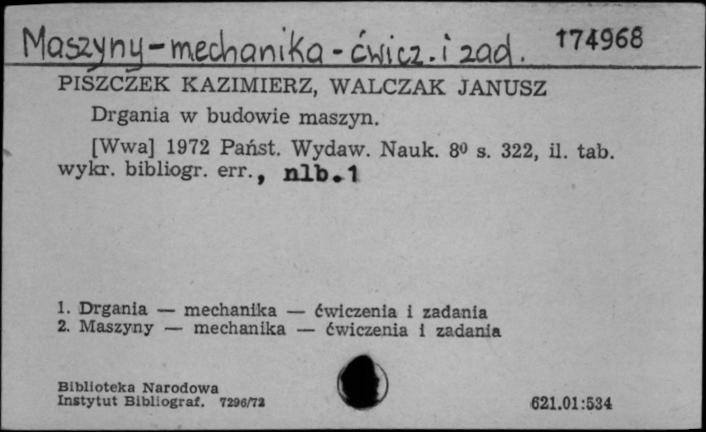 Maszyny-mechanika-ćwicz.i zad. 174968
PISZCZEK KAZIMIERZ, WALCZAK JANUSZ
Drgania w budowie maszyn.
[Wwa] 1972 Państ. Wydaw. Nauk. 8º s. 322, il. tab.
wykr. bibliogr. err., nlb.1
1. Drgania — mechanika — ćwiczenia i zadania
2. Maszyny — mechanika — ćwiczenia i zadania
Biblioteka Narodowa
Instytut Bibliograf. 7296/72 621.01:534